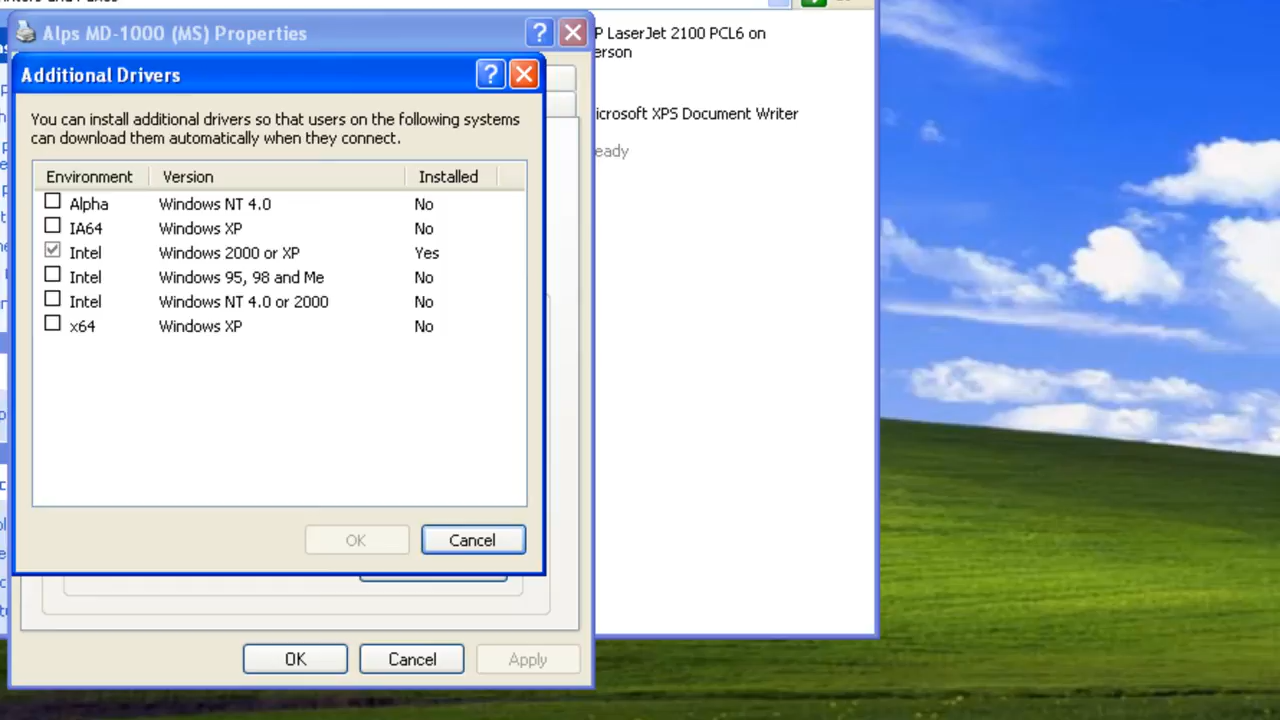 Alps MD-1000 (MS) Properties
P LaserJet 2100 PCL6 on
erson
Additional Drivers
You can install additional drivers so that users on the following systems
can download them automatically when they connect.
icrosoft XPS Document Writer
eady
Environment Version Installed
Alpha Windows NT 4.0 No
IA64 Windows XP No
Intel Windows 2000 or XP Yes
Intel Windows 95, 98 and Me No
Intel Windows NT 4.0 or 2000 No
x64 Windows XP No
OK Cancel
OK Cancel Apply